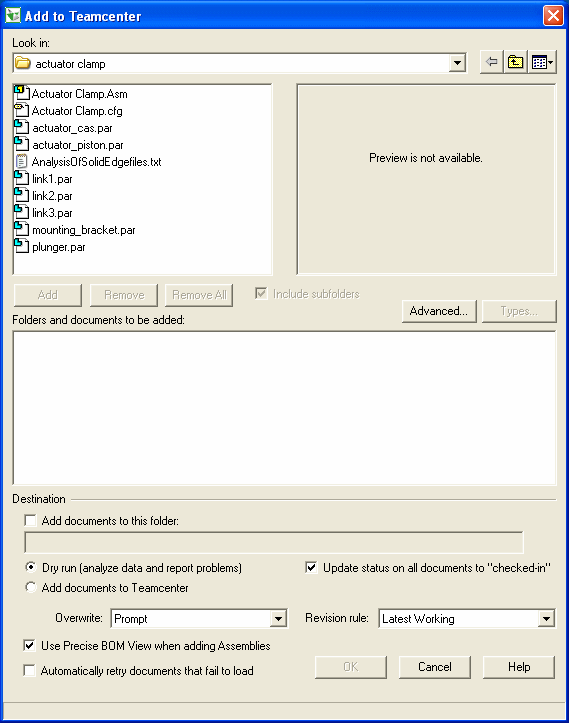 Add to Teamcenter
Look in:
actuator clamp
Actuator Clamp.Asm
Actuator Clamp.cfg
actuator_cas.par
actuator_piston.par
AnalysisOfSolidEdgefiles.txt
link1.par
link2.par
link3.par
mounting_bracket.par
plunger.par
Preview is not available.
Add Remove Remove All Include subfolders
Advanced... Types...
Folders and documents to be added:
Destination
Add documents to this folder:
Dry run (analyze data and report problems) Update status on all documents to "checked-in"
Add documents to Teamcenter
Overwrite: Prompt Revision rule: Latest Working
Use Precise BOM View when adding Assemblies
Automatically retry documents that fail to load OK Cancel Help